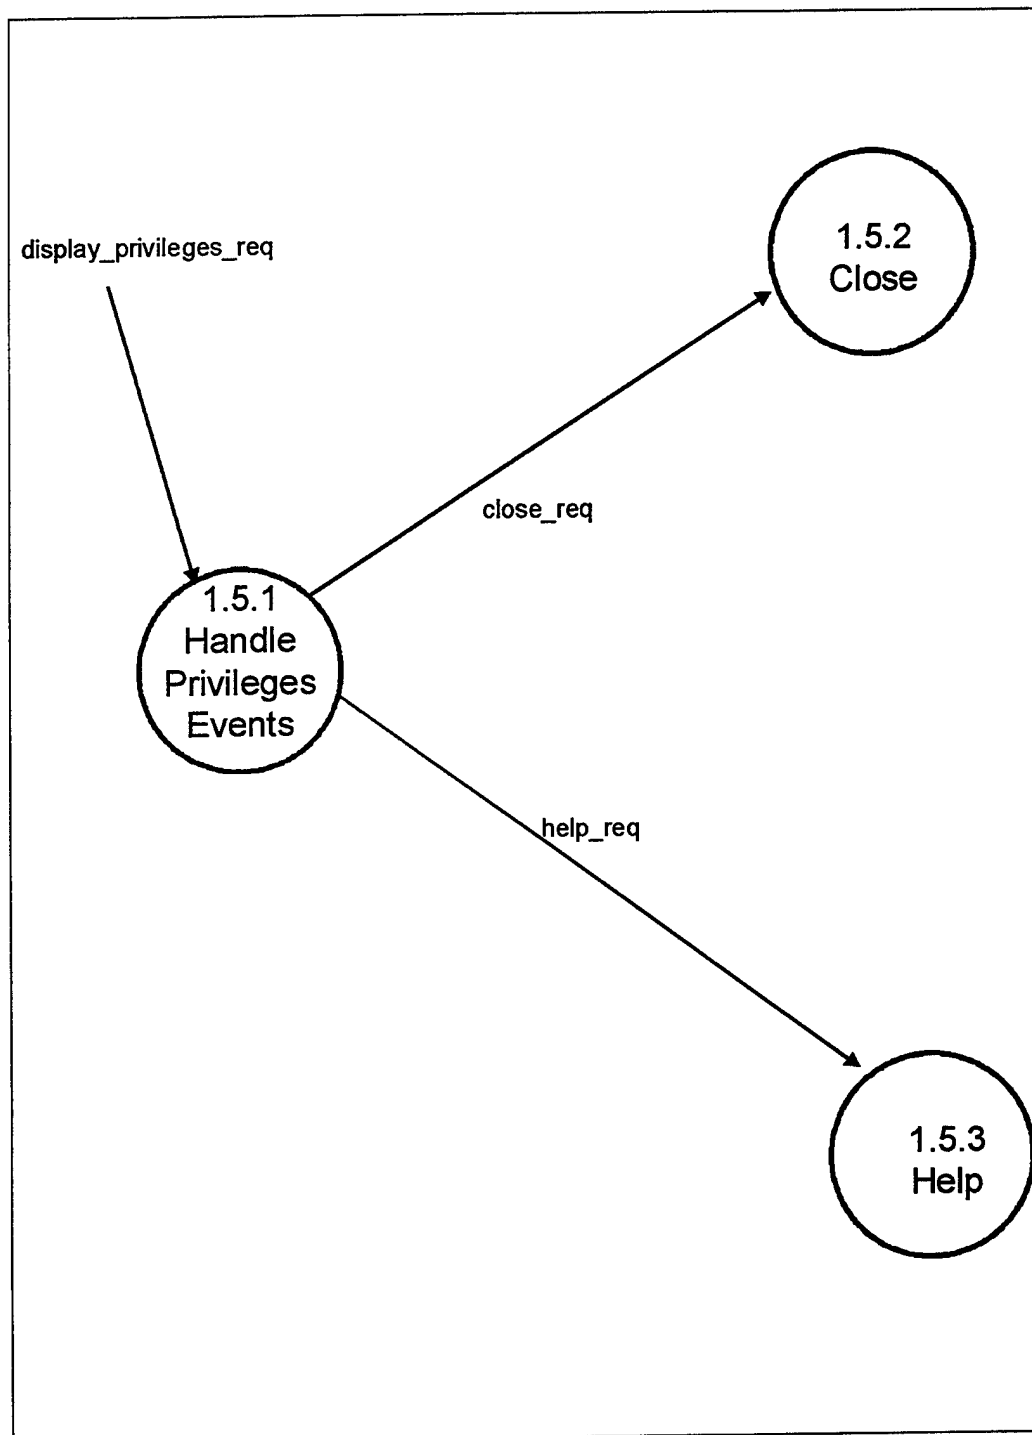 display_privileges_req
1.5.2
Close
close_req
1.5.1
Handle
Privileges
Events
help_req
1.5.3
Help